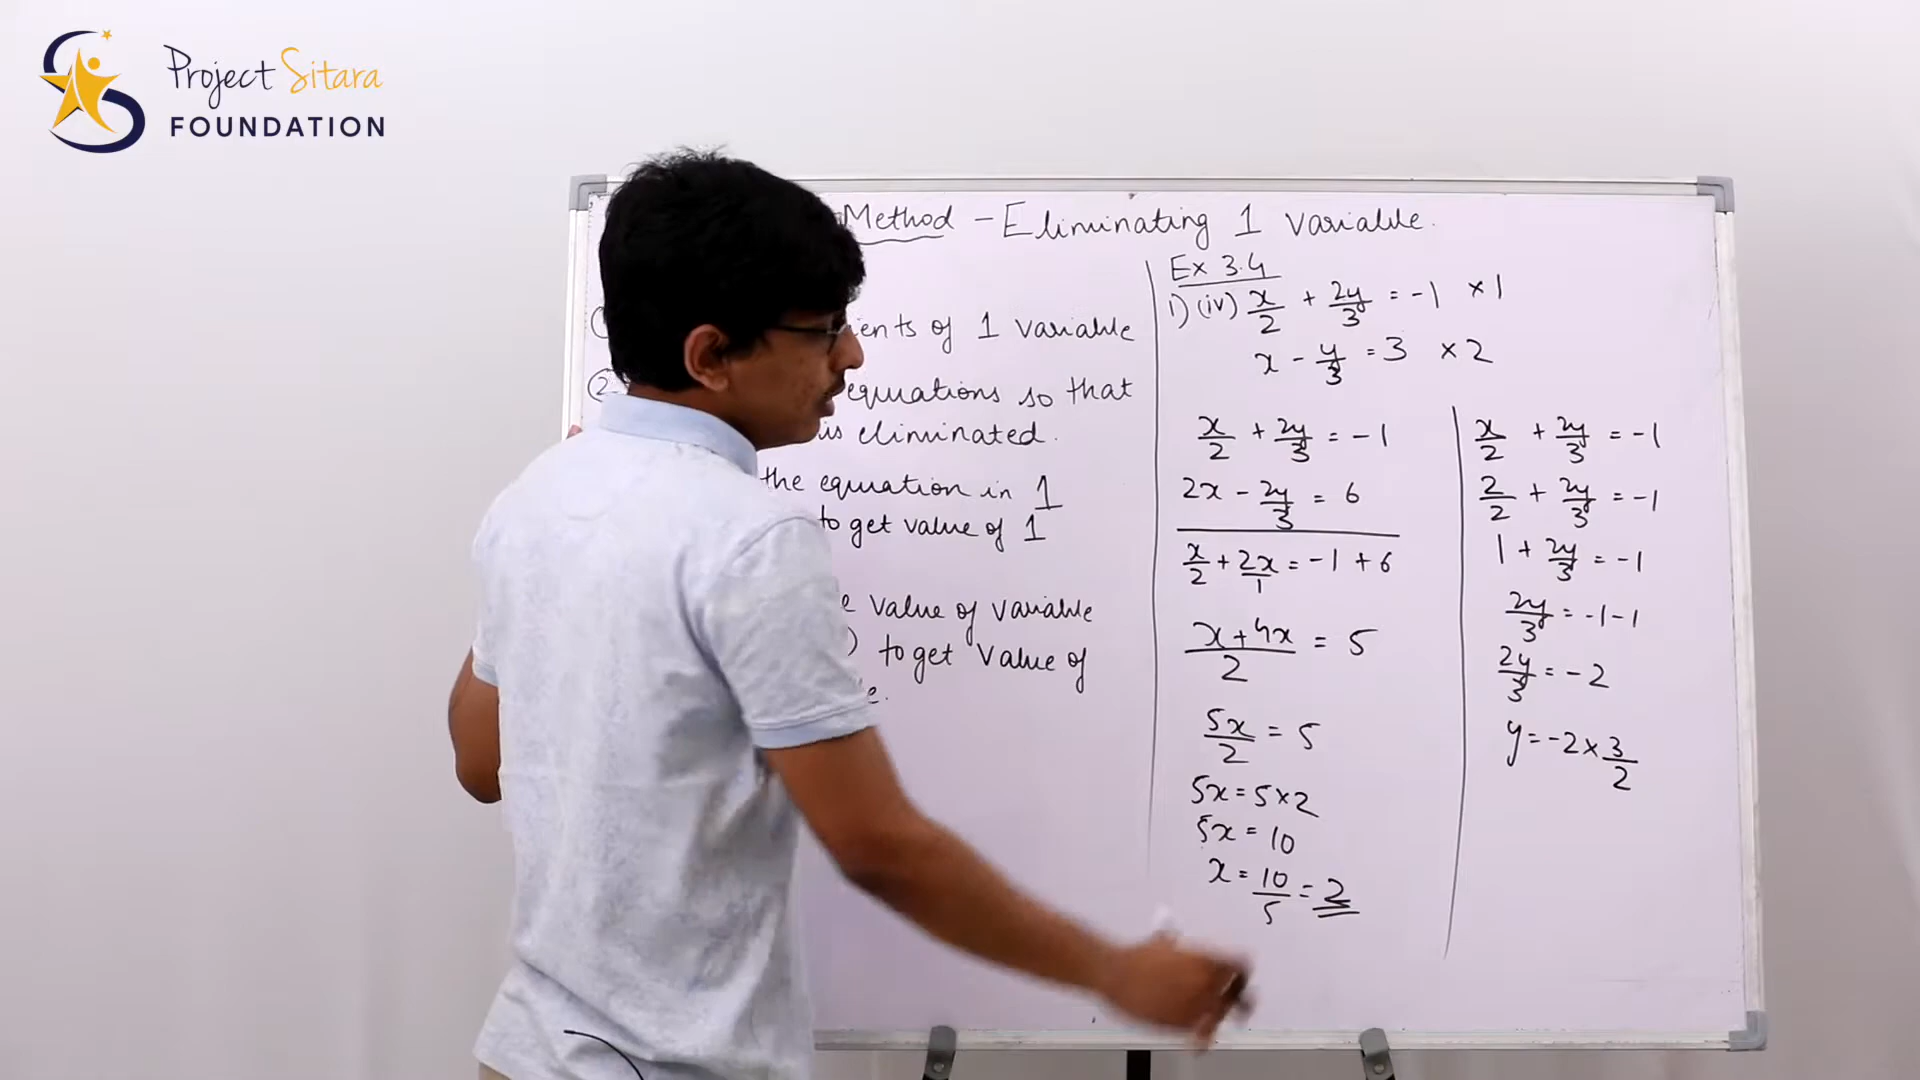 Project Sitara
FOUNDATION
Method - Eliminating 1 variable.
of 1 variable
equations so that
is eliminated.
the equation in 1
to get value of 1
value of variable
) to get value of
Ex 3.4
1) (iv) x/2 + 2y/3 = -1 × 1
x - y/3 = 3 × 2
x/2 + 2y/3 = -1
2x - 2y/3 = 6
x/2 + 2x/1 = -1 + 6
x+4x/2 = 5
5x/2 = 5
5x = 5×2
5x = 10
x = 10/5 = 2
x/2 + 2y/3 = -1
2/2 + 2y/3 = -1
1 + 2y/3 = -1
2y/3 = -1-1
2y/3 = -2
y = -2 × 3/2